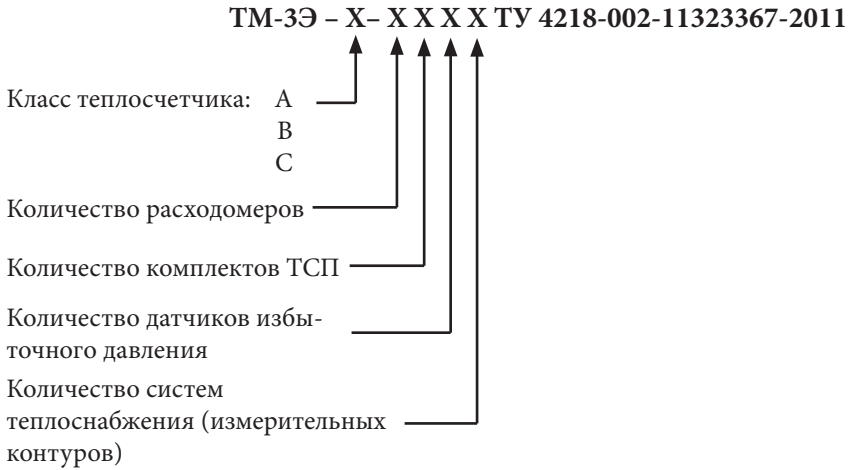 ТМ-3Э – Х– Х Х Х Х ТУ 4218-002-11323367-2011
Класс теплосчетчика: А
В
С
Количество расходомеров
Количество комплектов ТСП
Количество датчиков избы-
точного давления
Количество систем
теплоснабжения (измерительных
контуров)